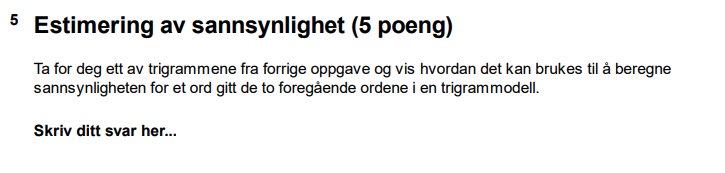 5 Estimering av sannsynlighet (5 poeng)
Ta for deg ett av trigrammene fra forrige oppgave og vis hvordan det kan brukes til å beregne
sannsynligheten for et ord gitt de to foregående ordene i en trigrammodell.
Skriv ditt svar her...